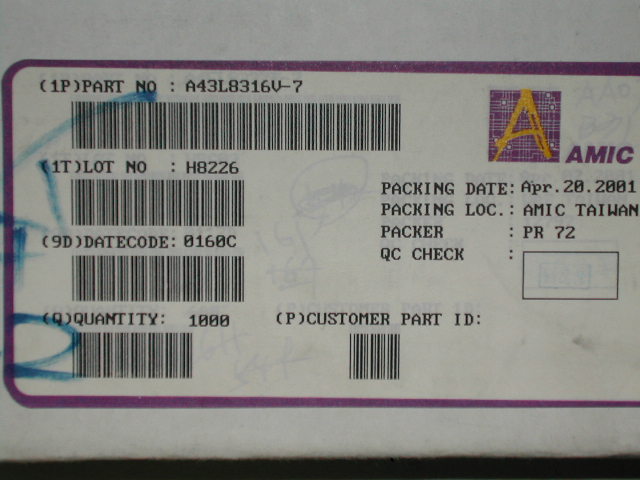 (1P)PART NO : A43L8316V-7
AMIC
(1T)LOT NO : H8226
PACKING DATE: Apr.20.2001
PACKING LOC.: AMIC TAIWAN
(9D)DATECODE: 0160C
PACKER : PR 72
QC CHECK :
(Q)QUANTITY: 1000
(P)CUSTOMER PART ID: